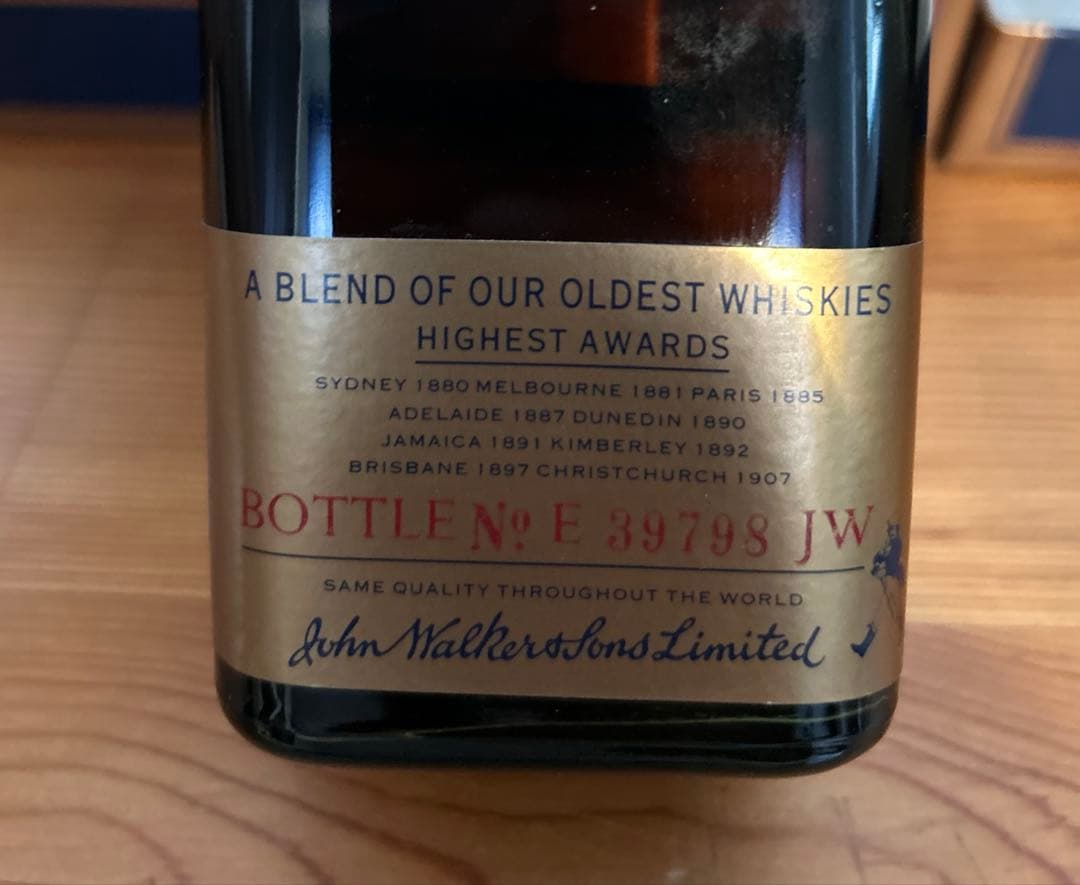 A BLEND OF OUR OLDEST WHISKIES
HIGHEST AWARDS
SYDNEY 1880 MELBOURNE 1881 PARIS 1885
ADELAIDE 1887 DUNEDIN 1890
JAMAICA 1891 KIMBERLEY 1892
BRISBANE 1897 CHRISTCHURCH 1907
BOTTLE Nº E 39798 JW
SAME QUALITY THROUGHOUT THE WORLD
John Walker & Sons Limited